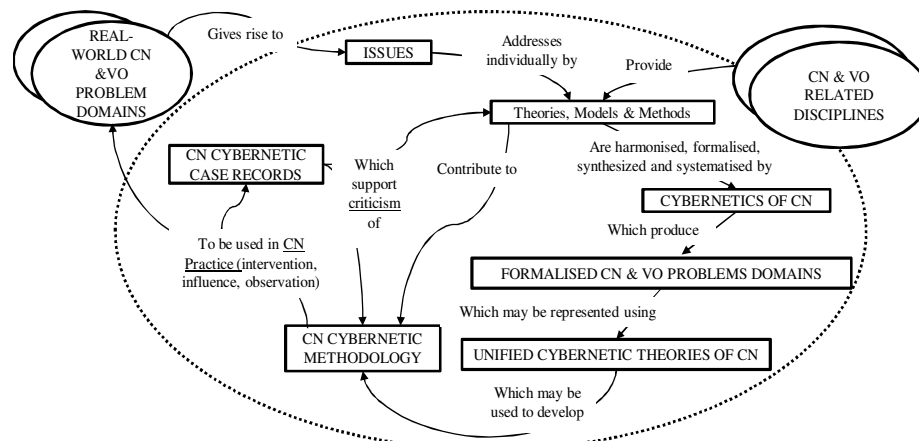 REAL-
WORLD CN
&VO
PROBLEM
DOMAINS
Gives rise to
ISSUES
Addresses
individually by
Provide
CN & VO
RELATED
DISCIPLINES
Theories, Models & Methods
Are harmonised, formalised,
synthesized and systematised by
CN CYBERNETIC
CASE RECORDS
Which
support
criticism
of
Contribute to
CYBERNETICS OF CN
Which produce
To be used in CN
Practice (intervention,
influence, observation)
FORMALISED CN & VO PROBLEMS DOMAINS
Which may be represented using
CN CYBERNETIC
METHODOLOGY
UNIFIED CYBERNETIC THEORIES OF CN
Which may be
used to develop